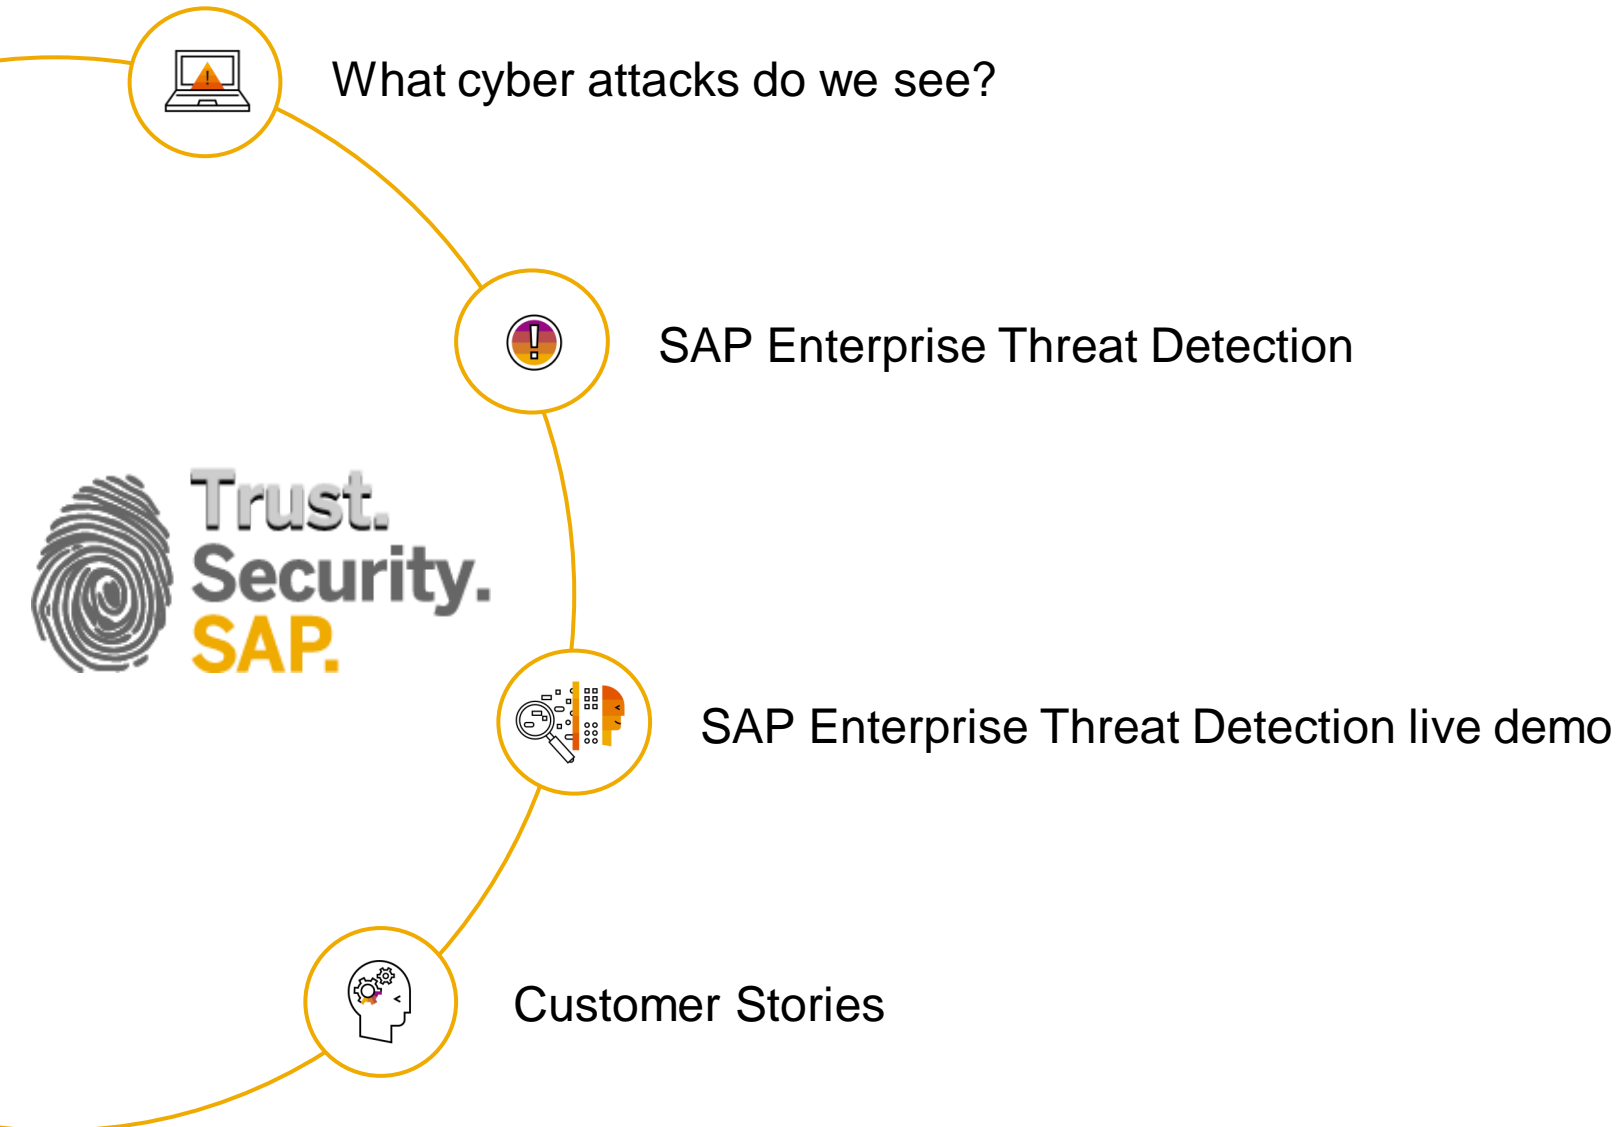 What cyber attacks do we see?
SAP Enterprise Threat Detection
Trust.
Security.
SAP.
SAP Enterprise Threat Detection live demo
Customer Stories